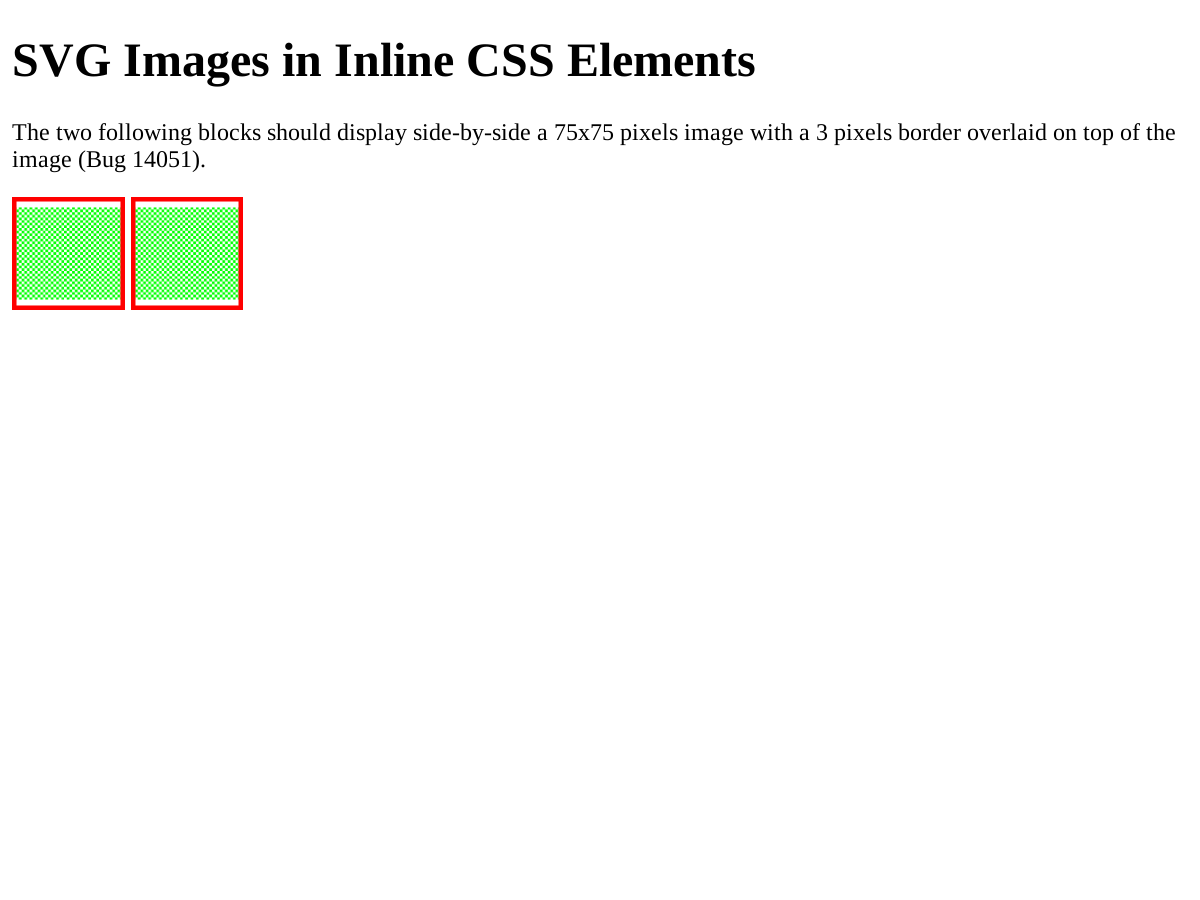 SVG Images in Inline CSS Elements
The two following blocks should display side-by-side a 75x75 pixels image with a 3 pixels border overlaid on top of the
image (Bug 14051).